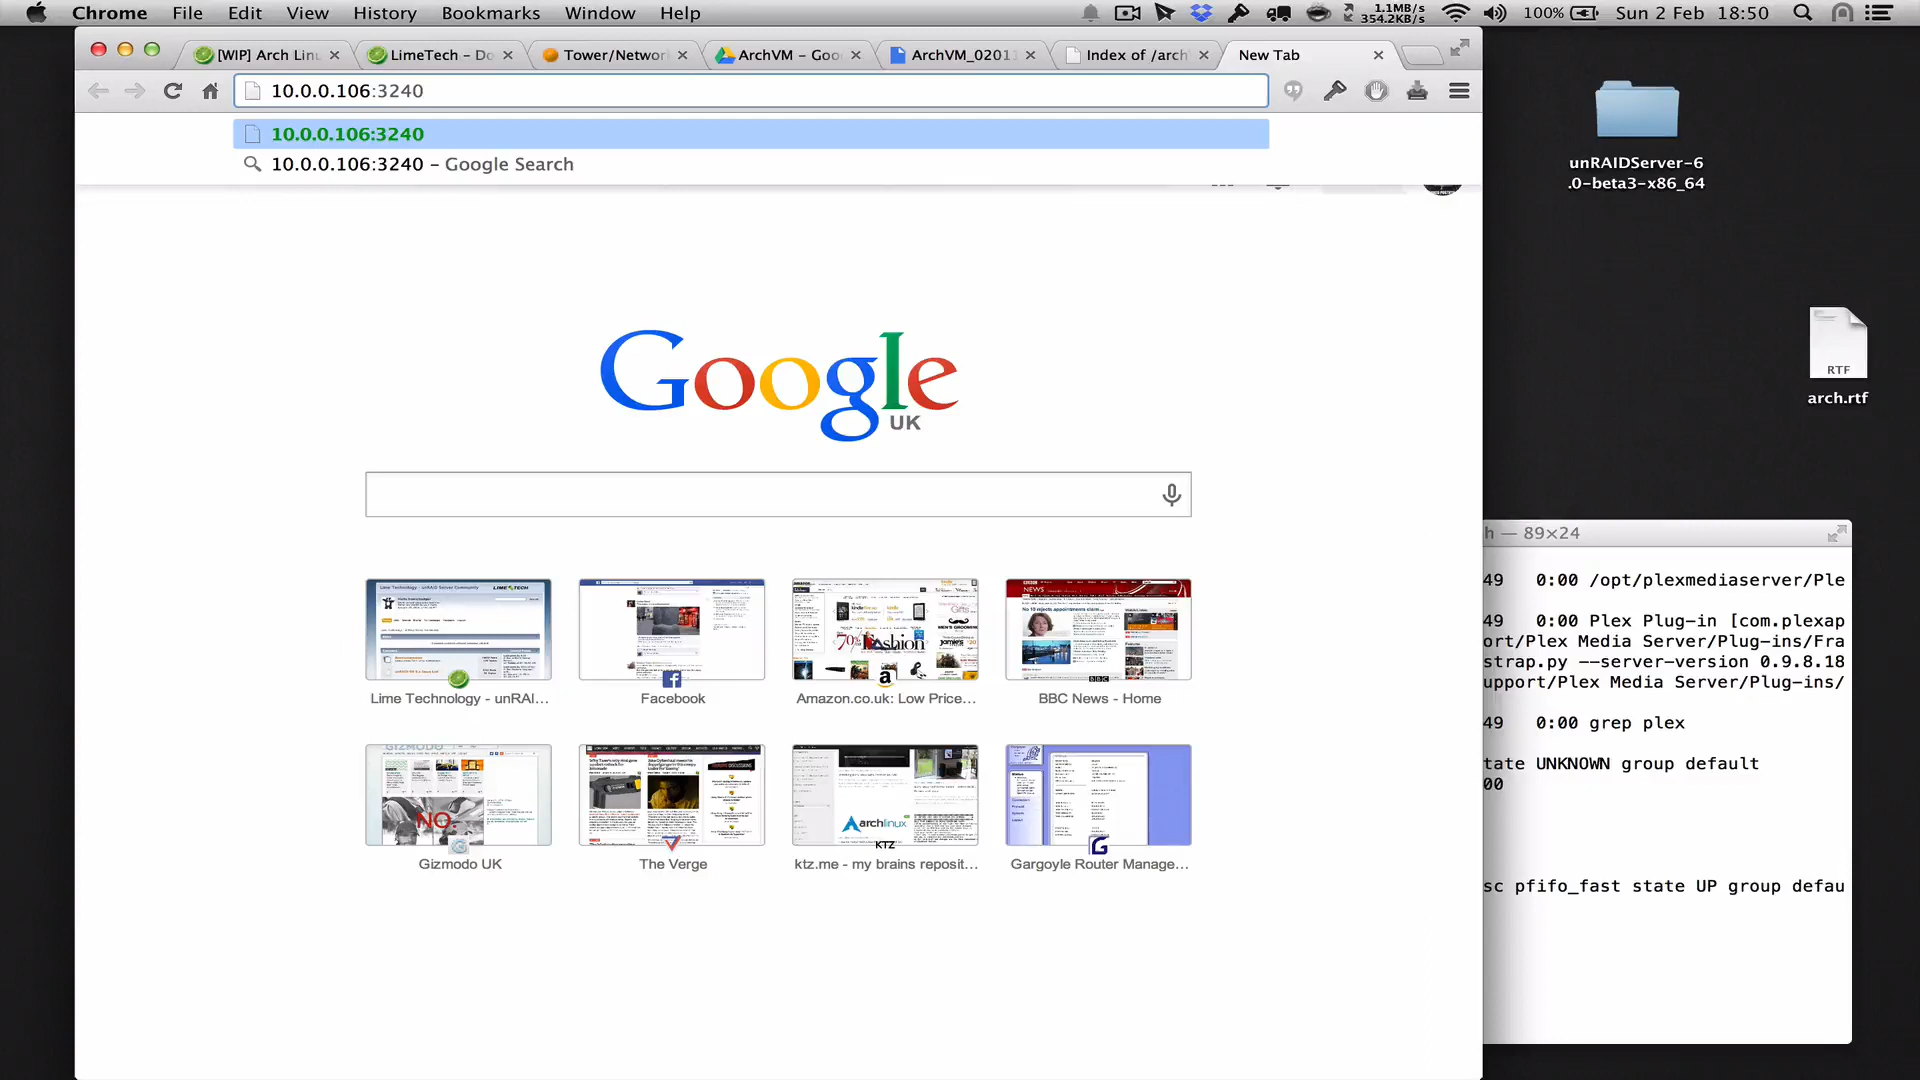 Chrome File Edit View History Bookmarks Window Help
1.1MB/s
354.2KB/s
100% Sun 2 Feb 18:50
[WIP] Arch Lin
LimeTech – Do
Tower/Networ
ArchVM – Goo
ArchVM_0201
Index of /arch
New Tab
10.0.0.106:3240
10.0.0.106:3240
10.0.0.106:3240 – Google Search
unRAIDServer-6
.0-beta3-x86_64
RTF
arch.rtf
Google
UK
Lime Technology - unRAI...
Facebook
Amazon.co.uk: Low Price...
BBC News - Home
GIZMODO
NO.
archlinux
KTZ
Gizmodo UK
The Verge
ktz.me - my brains reposit...
Gargoyle Router Manage...
h — 89×24
49 0:00 /opt/plexmediaserver/Ple
49 0:00 Plex Plug-in [com.plexap
ort/Plex Media Server/Plug-ins/Fra
strap.py --server-version 0.9.8.18
upport/Plex Media Server/Plug-ins/
49 0:00 grep plex
tate UNKNOWN group default
00
sc pfifo_fast state UP group defau